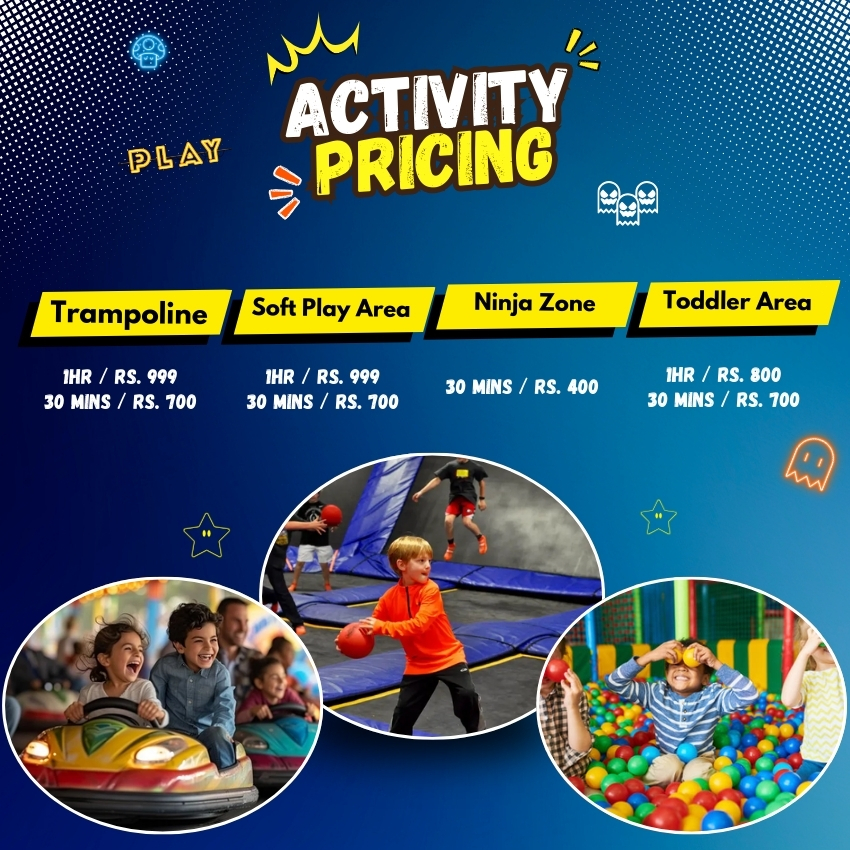 PLAY
ACTIVITY
PRICING
Trampoline
1HR / RS. 999
30 MINS / RS. 700
Soft Play Area
1HR / RS. 999
30 MINS / RS. 700
Ninja Zone
30 MINS / RS. 400
Toddler Area
1HR / RS. 800
30 MINS / RS. 700